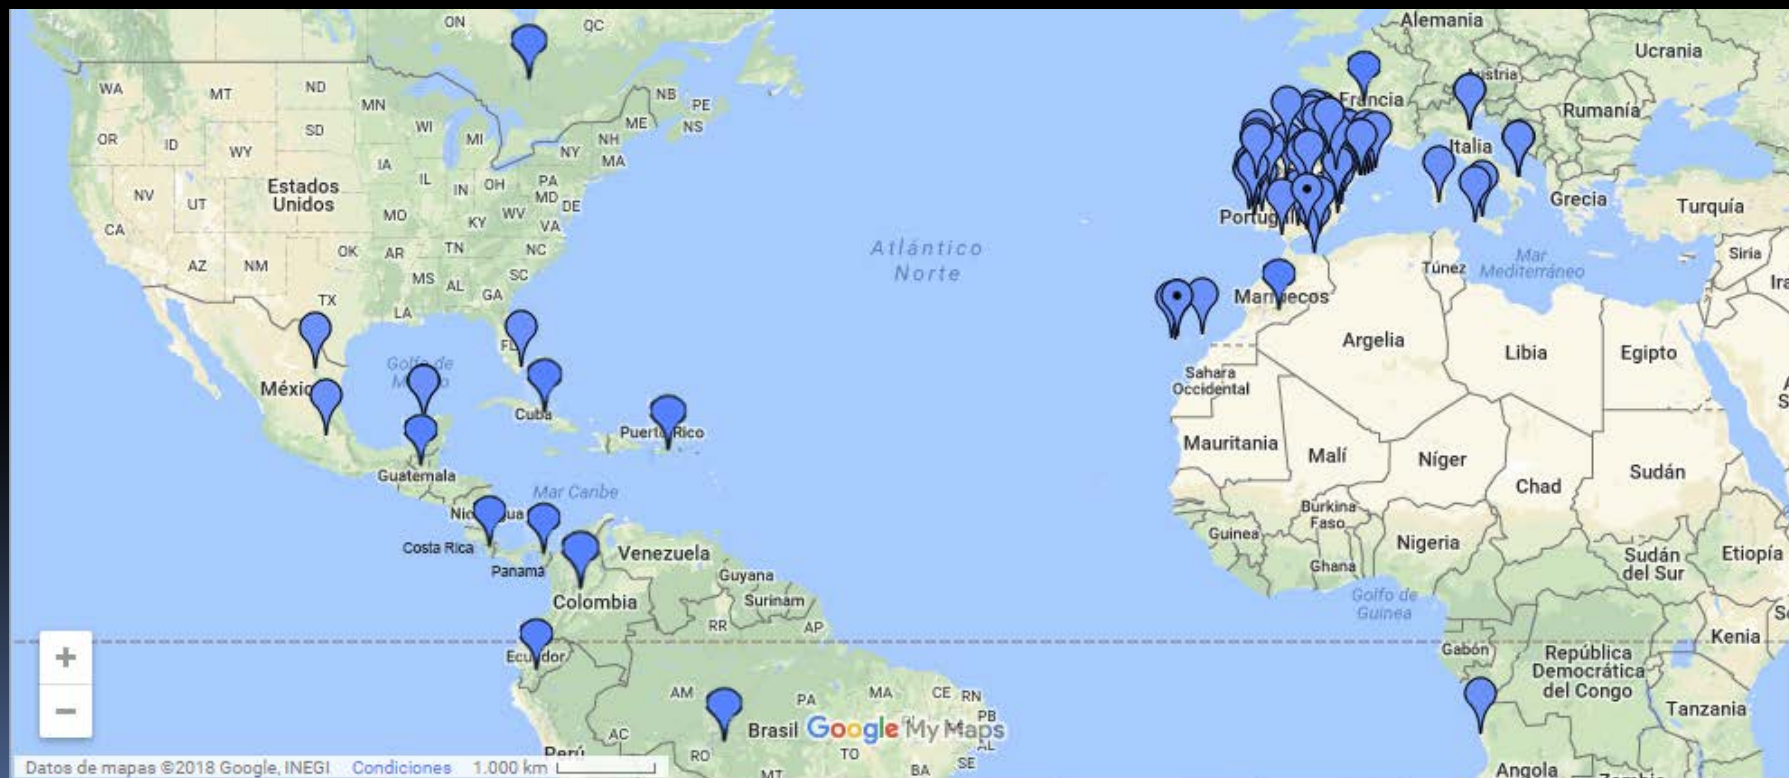 ON
QC
Alemania
Ucrania
WA
MT
ND
MN
NB
PE
Francia
Austria
Rumanía
OR
ID
SD
WI
MI
ME
NS
NH
Italia
WY
IA
NY
MA
NV
UT
Estados
Unidos
IL
IN
OH
PA
MD
DE
Grecia
Turquía
CA
MO
KY
WV
VA
AZ
NM
OK
AR
TN
NC
Atlántico
Norte
Mar
Mediterráneo
Túnez
Siria
MS
AL
SC
GA
TX
LA
Marruecos
Argelia
Libia
Egipto
Golfo de
Sahara
Occidental
Cuba
Puerto Rico
Mauritania
Malí
Níger
Chad
Sudán
Guatemala
Mar Caribe
Burkina
Faso
Guinea
Nigeria
Ghana
Sudán
del Sur
Etiopía
Costa Rica
Panamá
Venezuela
Guyana
Surinam
Colombia
Golfo de
Guinea
RR
AP
Kenia
Gabón
República
Democrática
del Congo
Ecuador
AM
PA
MA
CE
RN
PB
AL
Tanzania
AC
RO
Brasil
Google My Maps
TO
BA
SE
Perú
MT
Angola
+
−
Datos de mapas ©2018 Google, INEGI Condiciones 1.000 km